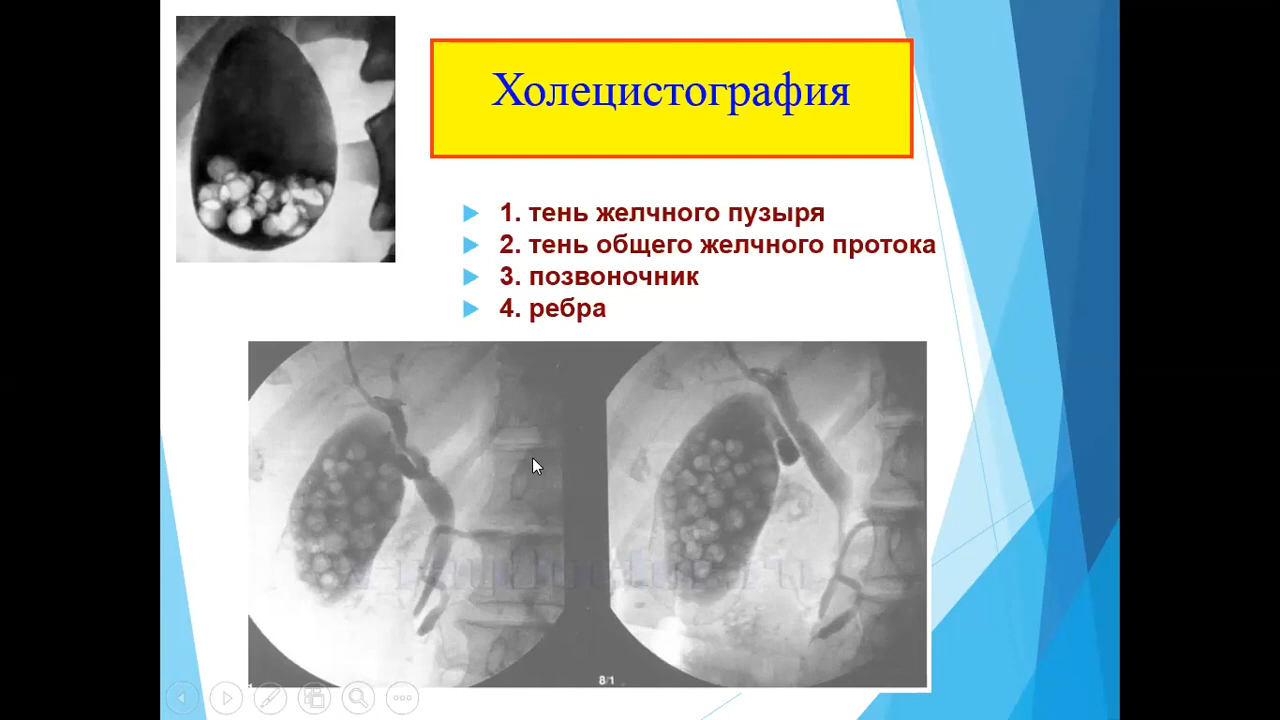 Холецистография
1. тень желчного пузыря
2. тень общего желчного протока
3. позвоночник
4. ребра
8/1